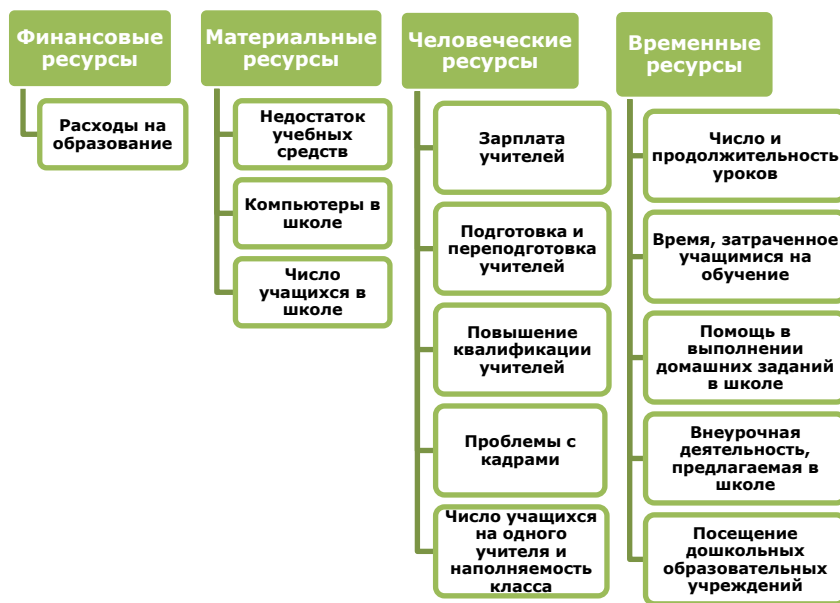 Финансовые
ресурсы
Расходы на
образование
Материальные
ресурсы
Недостаток
учебных
средств
Компьютеры в
школе
Число
учащихся в
школе
Человеческие
ресурсы
Зарплата
учителей
Подготовка и
переподготовка
учителей
Повышение
квалификации
учителей
Проблемы с
кадрами
Число учащихся
на одного
учителя и
наполняемость
класса
Временные
ресурсы
Число и
продолжительность
уроков
Время, затраченное
учащимися на
обучение
Помощь в
выполнении
домашних заданий
в школе
Внеурочная
деятельность,
предлагаемая в
школе
Посещение
дошкольных
образовательных
учреждений